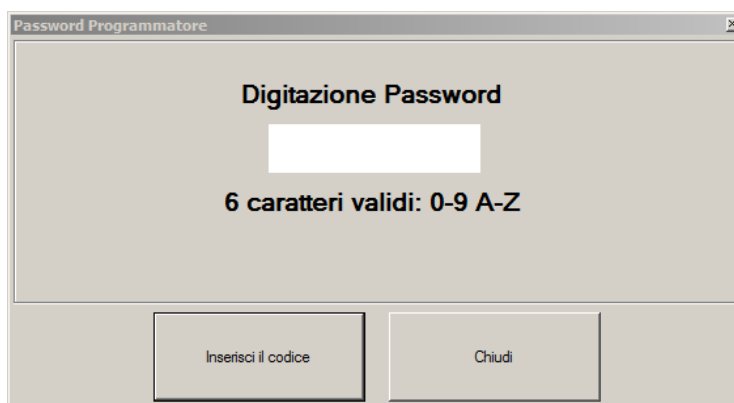 Password Programmatore
Digitazione Password
6 caratteri validi: 0-9 A-Z
Inserisci il codice
Chiudi